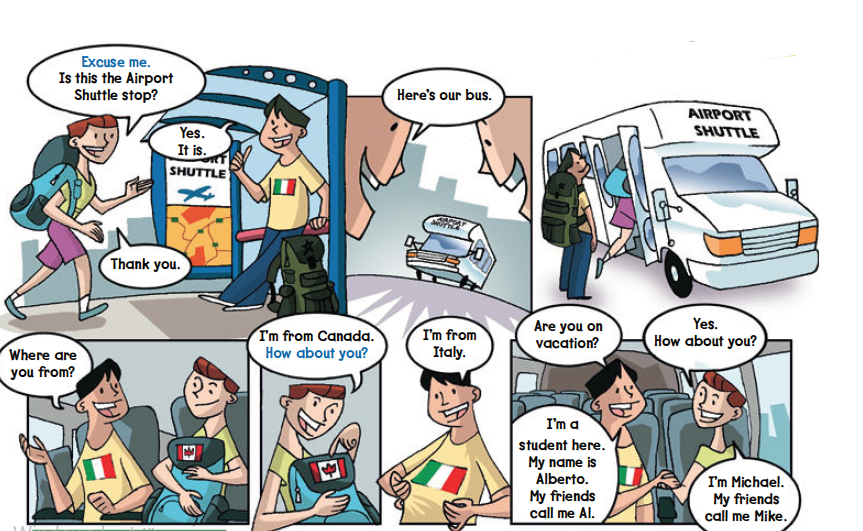 Excuse me.
Is this the Airport
Shuttle stop?
Yes.
It is.
SHUTTLE
Thank you.
Here's our bus.
AIRPORT
SHUTTLE
AIRPORT
SHUTTLE
Where are
you from?
I'm from Canada.
How about you?
I'm from
Italy.
Are you on
vacation?
Yes.
How about you?
I'm a
student here.
My name is
Alberto.
My friends
call me Al.
I'm Michael.
My friends
call me Mike.